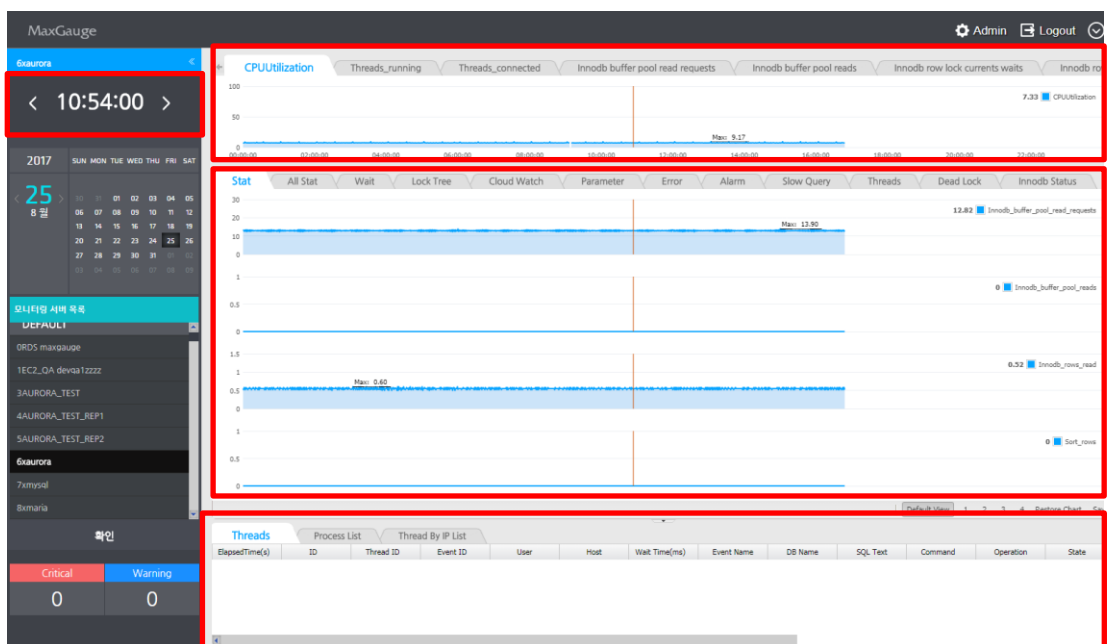 MaxGauge
Admin Logout
6xaurora
10:54:00
2017 SUN MON TUE WED THU FRI SAT
25
8 월
30 31 01 02 03 04 05
06 07 08 09 10 11 12
13 14 15 16 17 18 19
20 21 22 23 24 25 26
27 28 29 30 31 01 02
03 04 05 06 07 08 09
모니터링 서버 목록
DEFAULT
0RDS maxgauge
1EC2_QA devqa1zzzz
3AURORA_TEST
4AURORA_TEST_REP1
5AURORA_TEST_REP2
6xaurora
7xmysql
8xmaria
확인
Critical Warning
0 0
CPUUtilization Threads_running Threads_connected Innodb buffer pool read requests Innodb buffer pool reads Innodb row lock currents waits Innodb ro
100
7.33 CPUUtilization
50
Max: 9.17
0
00:00:00 02:00:00 04:00:00 06:00:00 08:00:00 10:00:00 12:00:00 14:00:00 16:00:00 18:00:00 20:00:00 22:00:00
Stat All Stat Wait Lock Tree Cloud Watch Parameter Error Alarm Slow Query Threads Dead Lock Innodb Status
30
12.82 Innodb_buffer_pool_read_requests
20
Max: 13.90
10
0
1
0 Innodb_buffer_pool_reads
0.5
0
1.5
0.52 Innodb_rows_read
1
Max: 0.60
0.5
0
1
0 Sort_rows
0.5
0
Default View 1 2 3 4 Restore Chart
Threads Process List Thread By IP List
ElapsedTime(s) ID Thread ID Event ID User Host Wait Time(ms) Event Name DB Name SQL Text Command Operation State